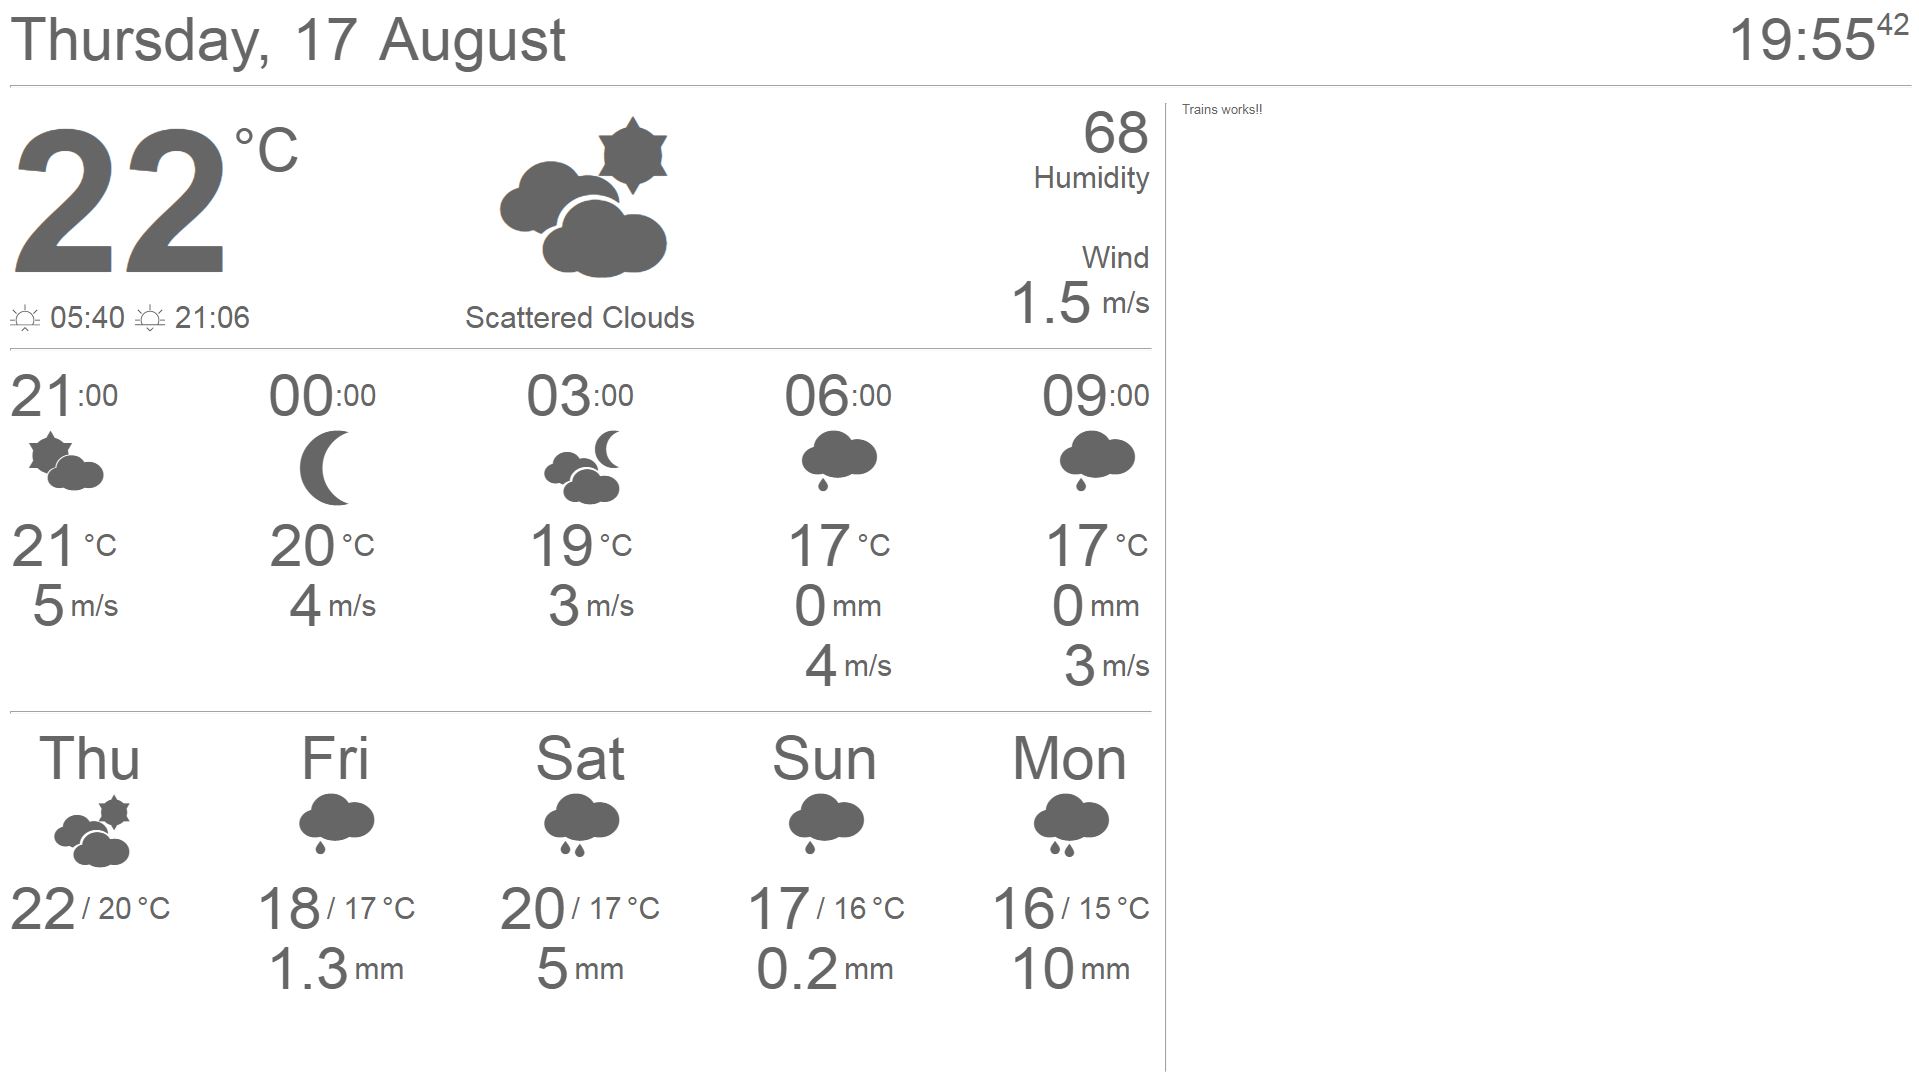 Thursday, 17 August
19:55 42
22 °C
05:40 21:06
Scattered Clouds
68
Humidity
Wind
1.5 m/s
21:00 00:00 03:00 06:00 09:00
21 °C 20 °C 19 °C 17 °C 17 °C
5 m/s 4 m/s 3 m/s 0 mm 0 mm
4 m/s 3 m/s
Thu Fri Sat Sun Mon
22 / 20 °C 18 / 17 °C 20 / 17 °C 17 / 16 °C 16 / 15 °C
1.3 mm 5 mm 0.2 mm 10 mm
Trains works!!